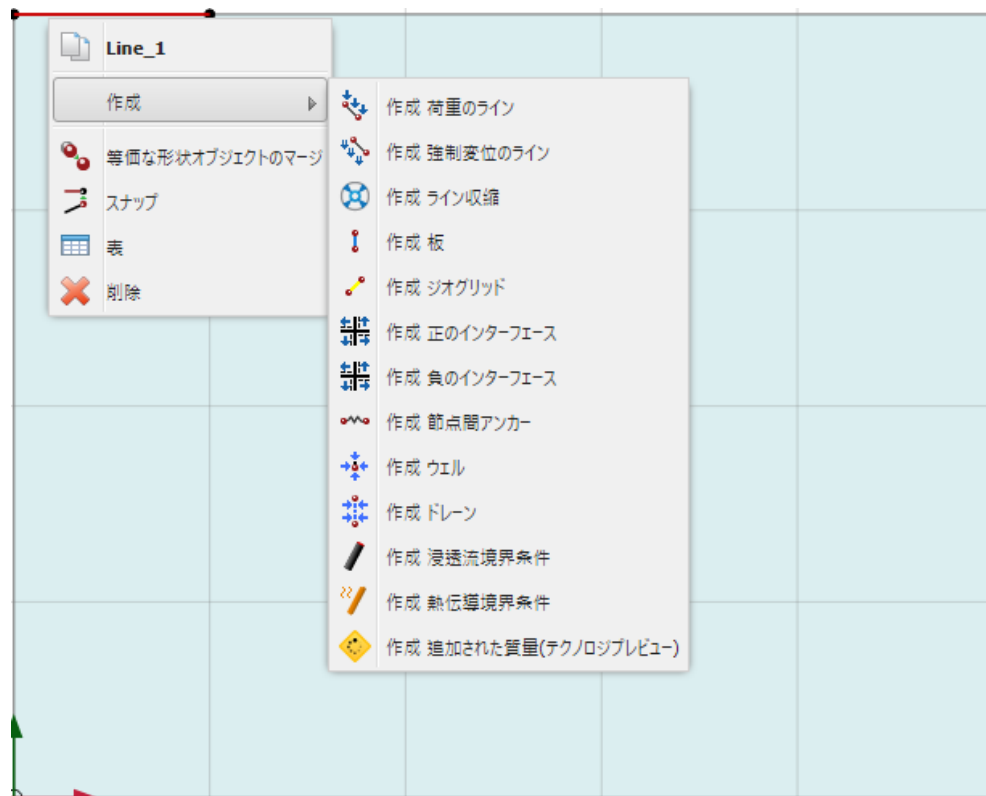 Line_1
作成
等価な形状オブジェクトのマージ
スナップ
表
削除
作成 荷重のライン
作成 強制変位のライン
作成 ライン収縮
作成 板
作成 ジオグリッド
作成 正のインターフェース
作成 負のインターフェース
作成 節点間アンカー
作成 ウェル
作成 ドレーン
作成 浸透流境界条件
作成 熱伝導境界条件
作成 追加された質量(テクノロジプレビュー)